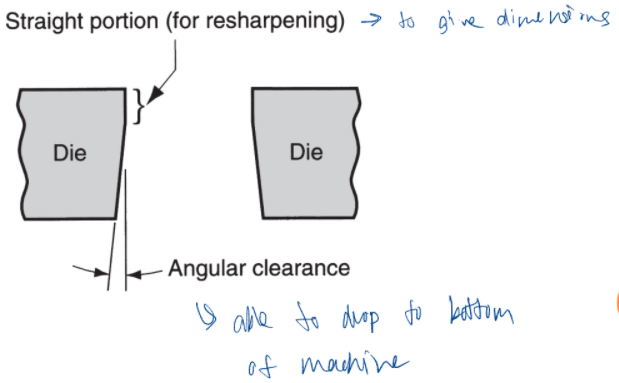 Straight portion (for resharpening) → to give dimensions
Die
Die
Angular clearance
↳ able to drop to bottom
of machine